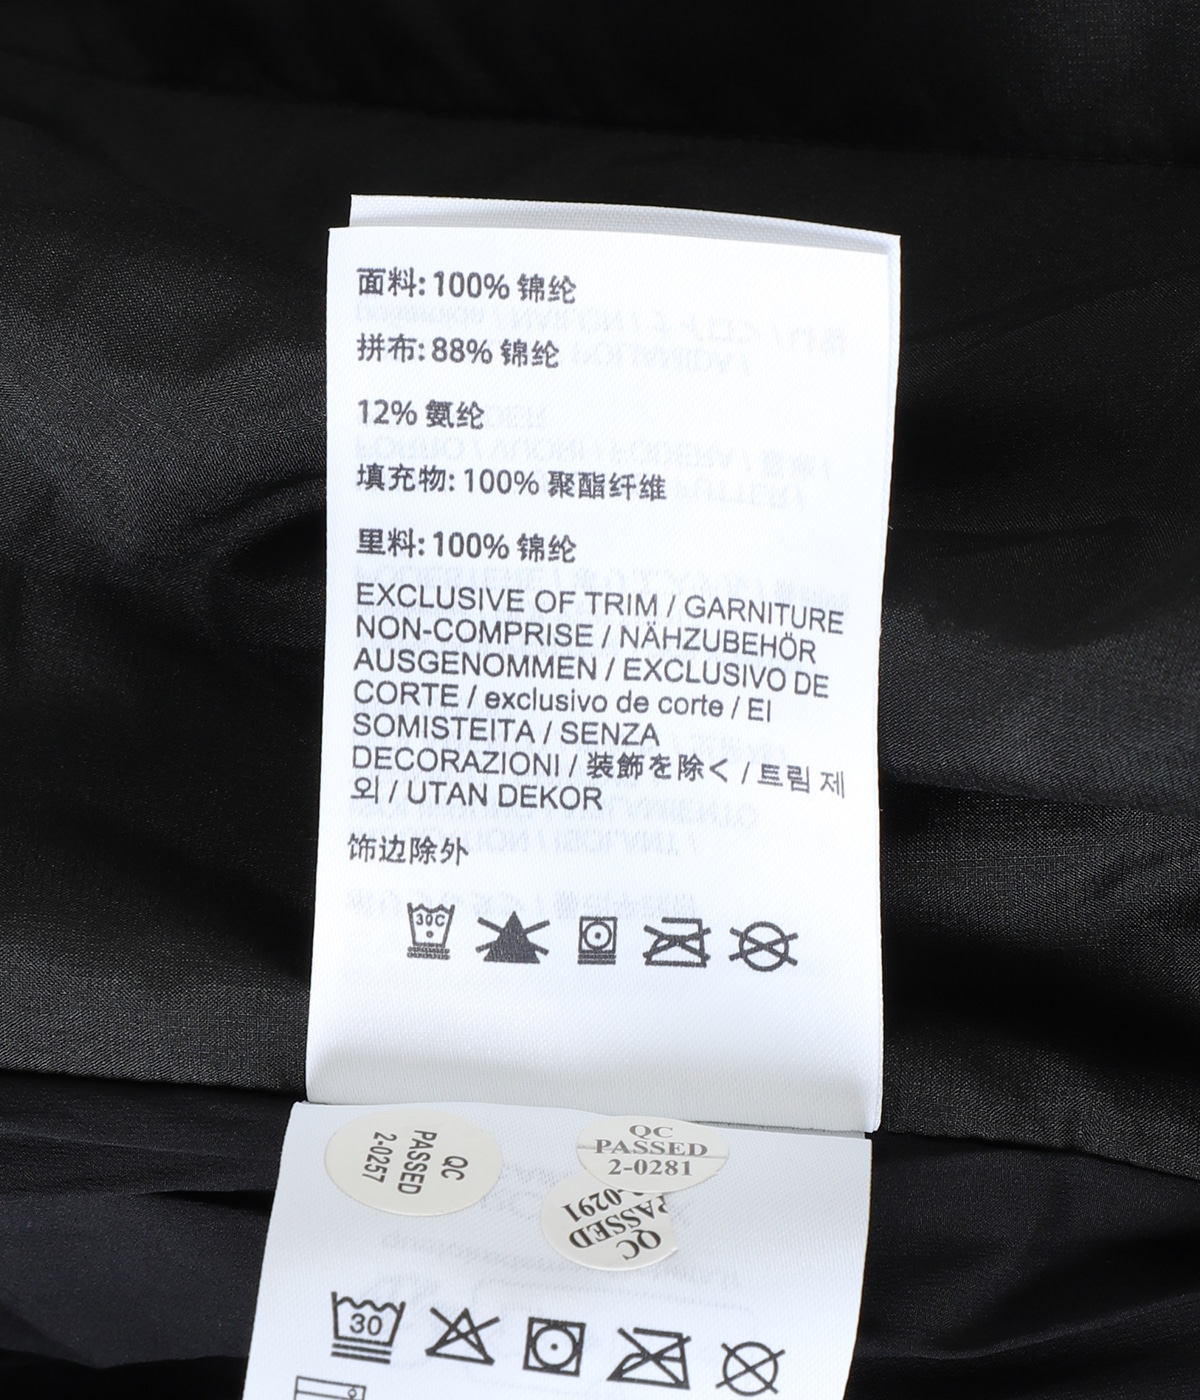 面料: 100% 锦纶
拼布: 88% 锦纶
12% 氨纶
填充物: 100% 聚酯纤维
里料: 100% 锦纶
EXCLUSIVE OF TRIM / GARNITURE
NON-COMPRISE / NÄHZUBEHÖR
AUSGENOMMEN / EXCLUSIVO DE
CORTE / exclusivo de corte / EI
SOMISTEITA / SENZA
DECORAZIONI / 装飾を除く / 트림 제
외 / UTAN DEKOR
饰边除外
30C
QC
PASSED
2-0257
QC
PASSED
2-0281
QC
PASSED
-0291
30